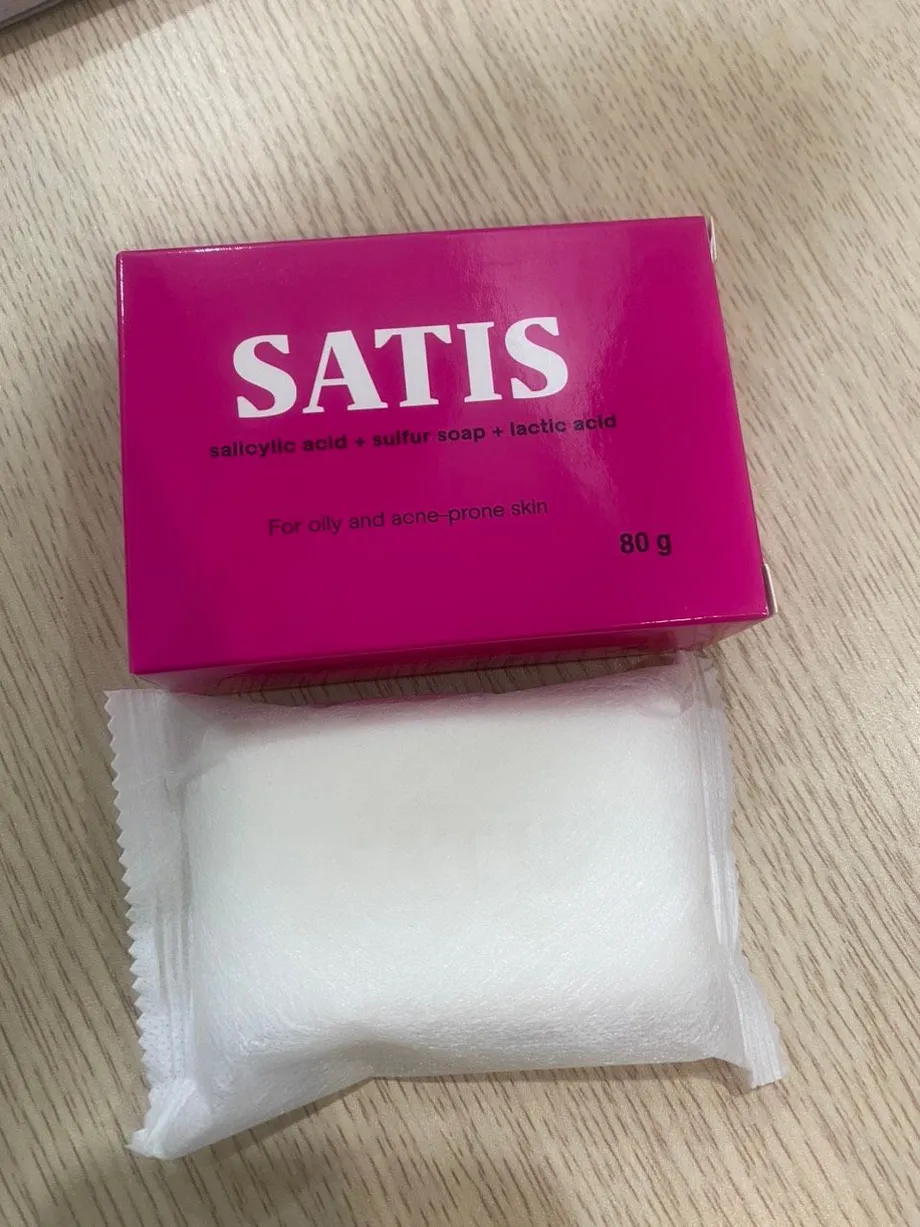 SATIS
salicylic acid + sulfur soap + lactic acid
For oily and acne-prone skin
80 g